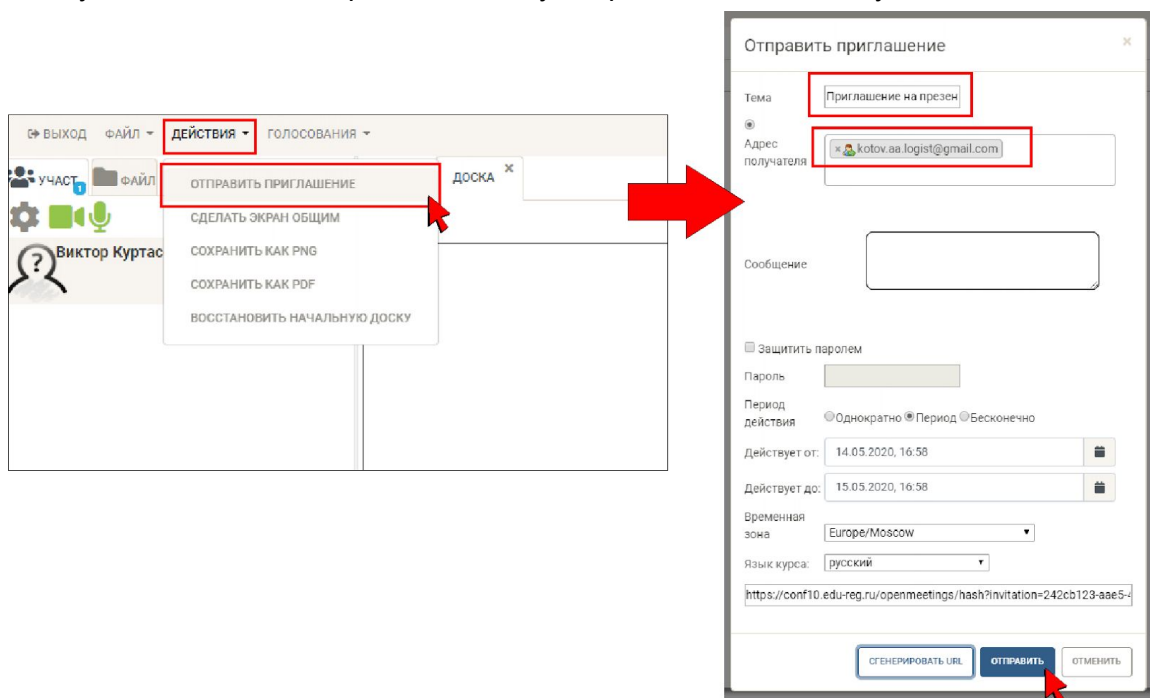 ВЫХОД ФАЙЛ ДЕЙСТВИЯ ГОЛОСОВАНИЯ
УЧАСТ 1 ФАЙЛ
ДОСКА ×
Виктор Куртас
ОТПРАВИТЬ ПРИГЛАШЕНИЕ
СДЕЛАТЬ ЭКРАН ОБЩИМ
СОХРАНИТЬ КАК PNG
СОХРАНИТЬ КАК PDF
ВОССТАНОВИТЬ НАЧАЛЬНУЮ ДОСКУ
Отправить приглашение ×
Тема Приглашение на презен
Адрес
получателя
× kotov.aa.logist@gmail.com
Сообщение
Защитить паролем
Пароль
Период
действия
Однократно Период Бесконечно
Действует от: 14.05.2020, 16:58
Действует до: 15.05.2020, 16:58
Временная
зона
Europe/Moscow
Язык курса: русский
https://conf10.edu-reg.ru/openmeetings/hash?invitation=242cb123-aae5-
СГЕНЕРИРОВАТЬ URL ОТПРАВИТЬ ОТМЕНИТЬ